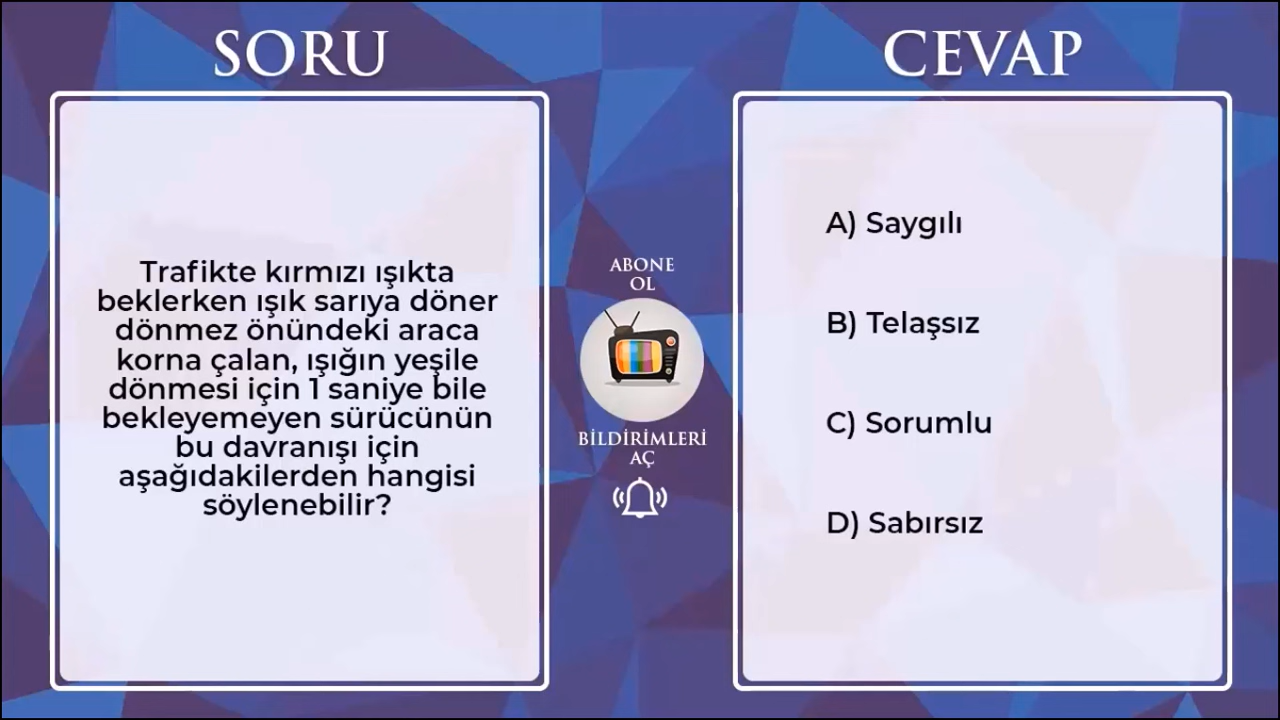 SORU
Trafikte kırmızı ışıkta
beklerken ışık sarıya döner
dönmez önündeki araca
korna çalan, ışığın yeşile
dönmesi için 1 saniye bile
bekleyemeyen sürücünün
bu davranışı için
aşağıdakilerden hangisi
söylenebilir?
ABONE
OL
BİLDİRİMLERİ
AÇ
CEVAP
A) Saygılı
B) Telaşsız
C) Sorumlu
D) Sabırsız